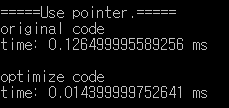 =====Use pointer.=====
original code
time: 0.126499995589256 ms

optimize code
time: 0.014399999752641 ms